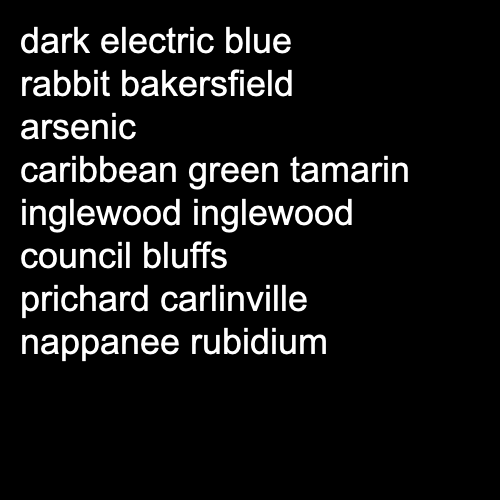 dark electric blue
rabbit bakersfield
arsenic
caribbean green tamarin
inglewood inglewood
council bluffs
prichard carlinville
nappanee rubidium